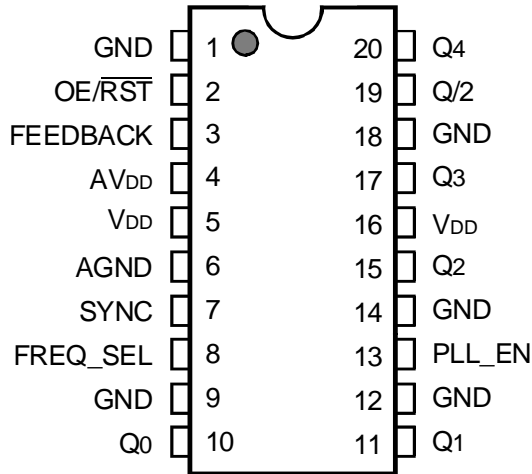 GND 1 20 Q4
OE/RST 2 19 Q/2
FEEDBACK 3 18 GND
AVDD 4 17 Q3
VDD 5 16 VDD
AGND 6 15 Q2
SYNC 7 14 GND
FREQ_SEL 8 13 PLL_EN
GND 9 12 GND
Q0 10 11 Q1